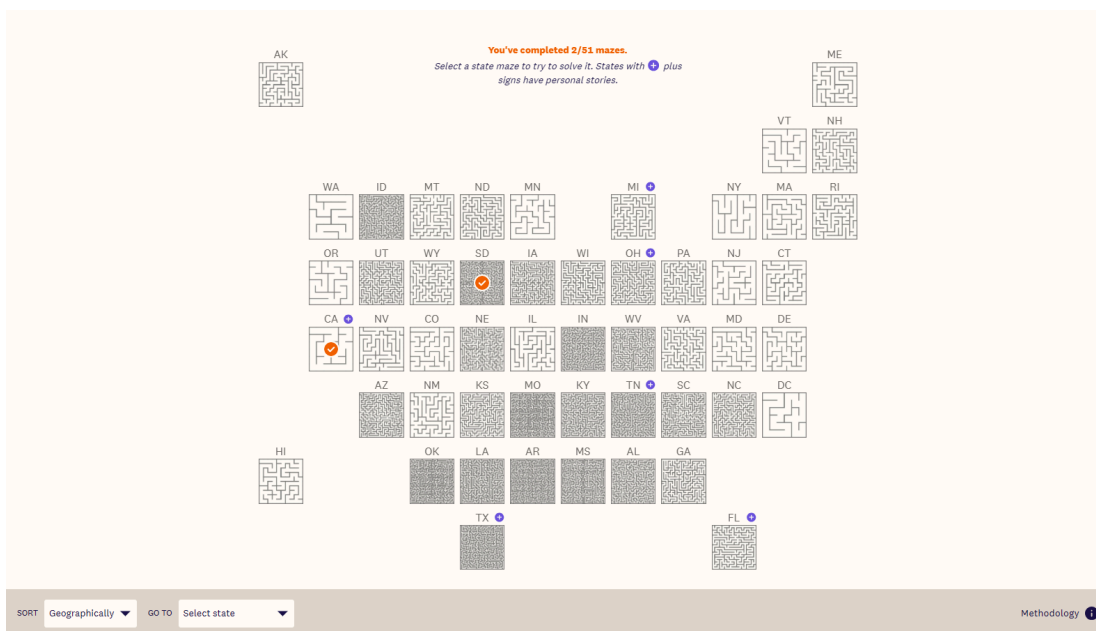 You've completed 2/51 mazes.
Select a state maze to try to solve it. States with + plus
signs have personal stories.
AK ME
VT NH
WA ID MT ND MN MI + NY MA RI
OR UT WY SD IA WI OH + PA NJ CT
CA + NV CO NE IL IN WV VA MD DE
AZ NM KS MO KY TN + SC NC DC
HI OK LA AR MS AL GA
TX + FL +
SORT Geographically GO TO Select state Methodology i